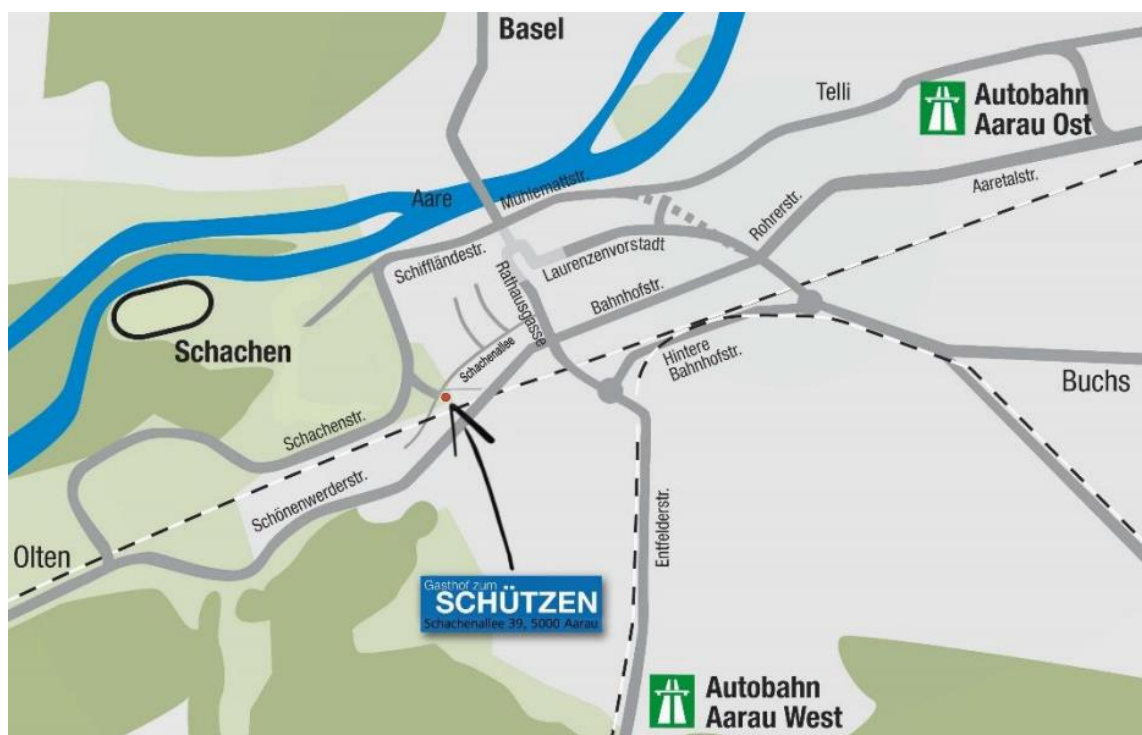 Basel
Telli
Autobahn
Aarau Ost
Aare
Mühlemattstr.
Aaretalstr.
Rohrerstr.
Schiffländestr.
Laurenzenvorstadt
Rathausgasse
Bahnhofstr.
Schachen
Schachenallee
Hintere
Bahnhofstr.
Buchs
Schachenstr.
Schönenwerderstr.
Entfelderstr.
Olten
Gasthof zum
SCHÜTZEN
Schachenallee 39, 5000 Aarau
Autobahn
Aarau West